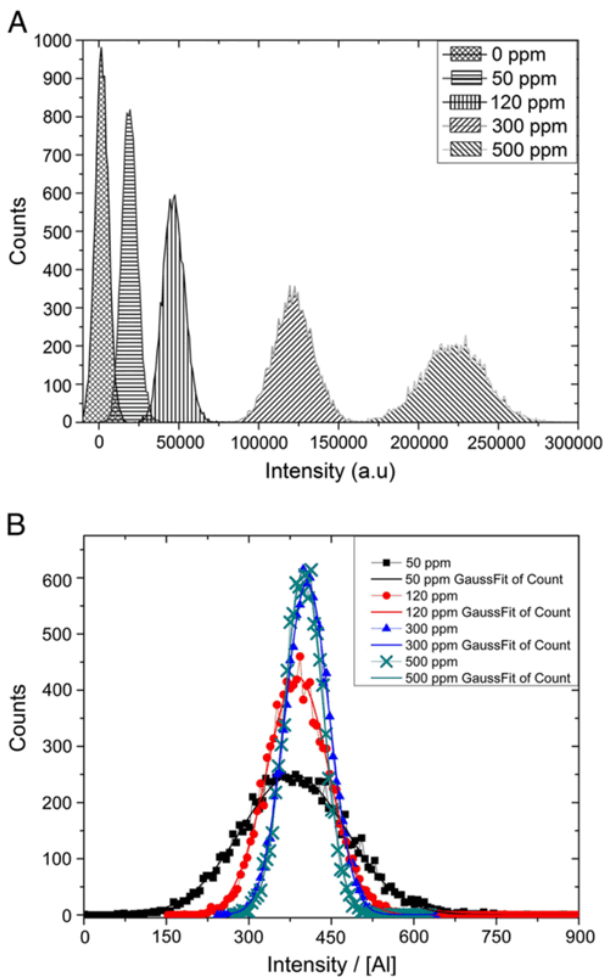 A
1000
900
800
700
600
500
400
300
200
100
0
Counts
0 ppm
50 ppm
120 ppm
300 ppm
500 ppm
0 50000 100000 150000 200000 250000 300000
Intensity (a.u)
B
600
500
400
300
200
100
0
Counts
50 ppm
50 ppm GaussFit of Count
120 ppm
120 ppm GaussFit of Count
300 ppm
300 ppm GaussFit of Count
500 ppm
500 ppm GaussFit of Count
0 150 300 450 600 750 900
Intensity / [Al]